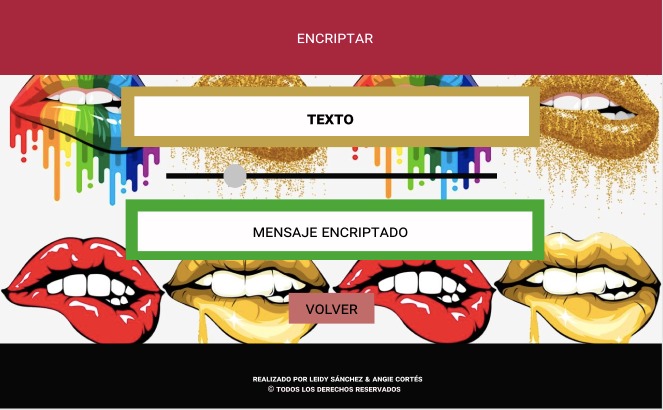 ENCRIPTAR
TEXTO
MENSAJE ENCRIPTADO
VOLVER
REALIZADO POR LEIDY SÁNCHEZ & ANGIE CORTÉS
© TODOS LOS DERECHOS RESERVADOS